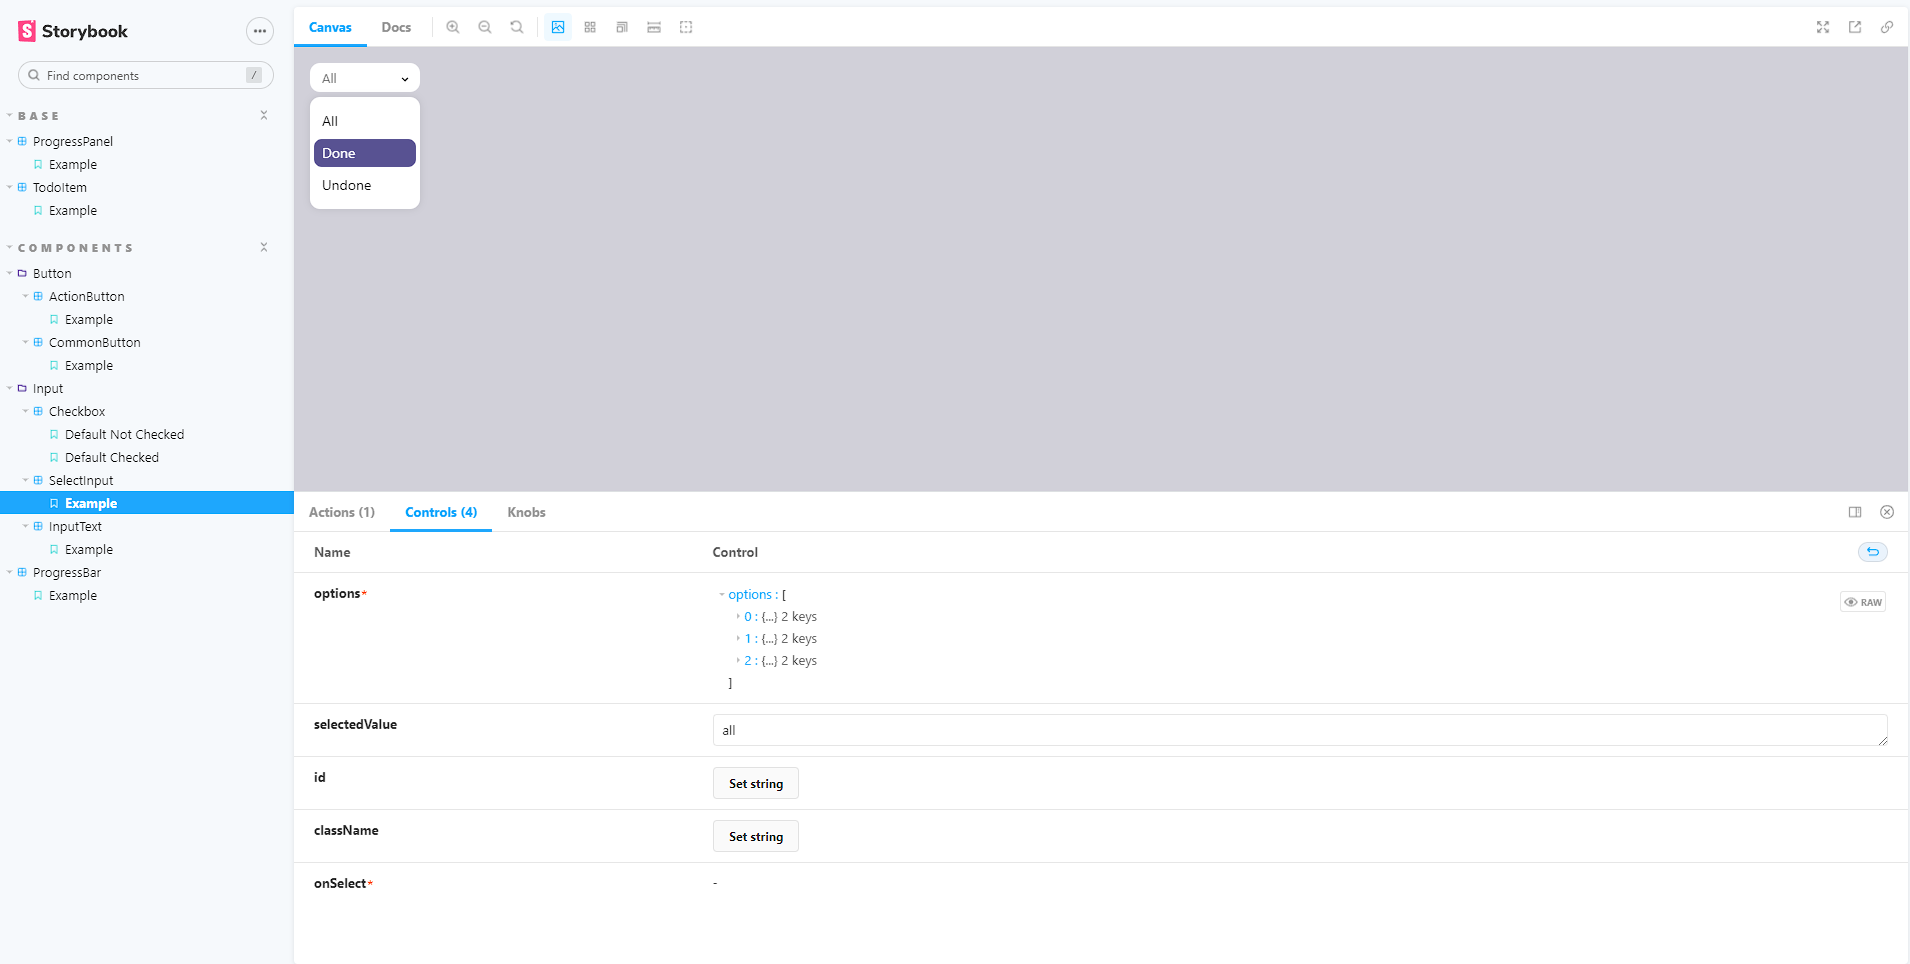 Storybook
Find components
/
BASE
ProgressPanel
Example
TodoItem
Example
COMPONENTS
Button
ActionButton
Example
CommonButton
Example
Input
Checkbox
Default Not Checked
Default Checked
SelectInput
Example
InputText
Example
ProgressBar
Example
Canvas
Docs
All
All
Done
Undone
Actions (1)
Controls (4)
Knobs
Name
Control
options*
options : [
0 : {...} 2 keys
1 : {...} 2 keys
2 : {...} 2 keys
]
RAW
selectedValue
all
id
Set string
className
Set string
onSelect*
-